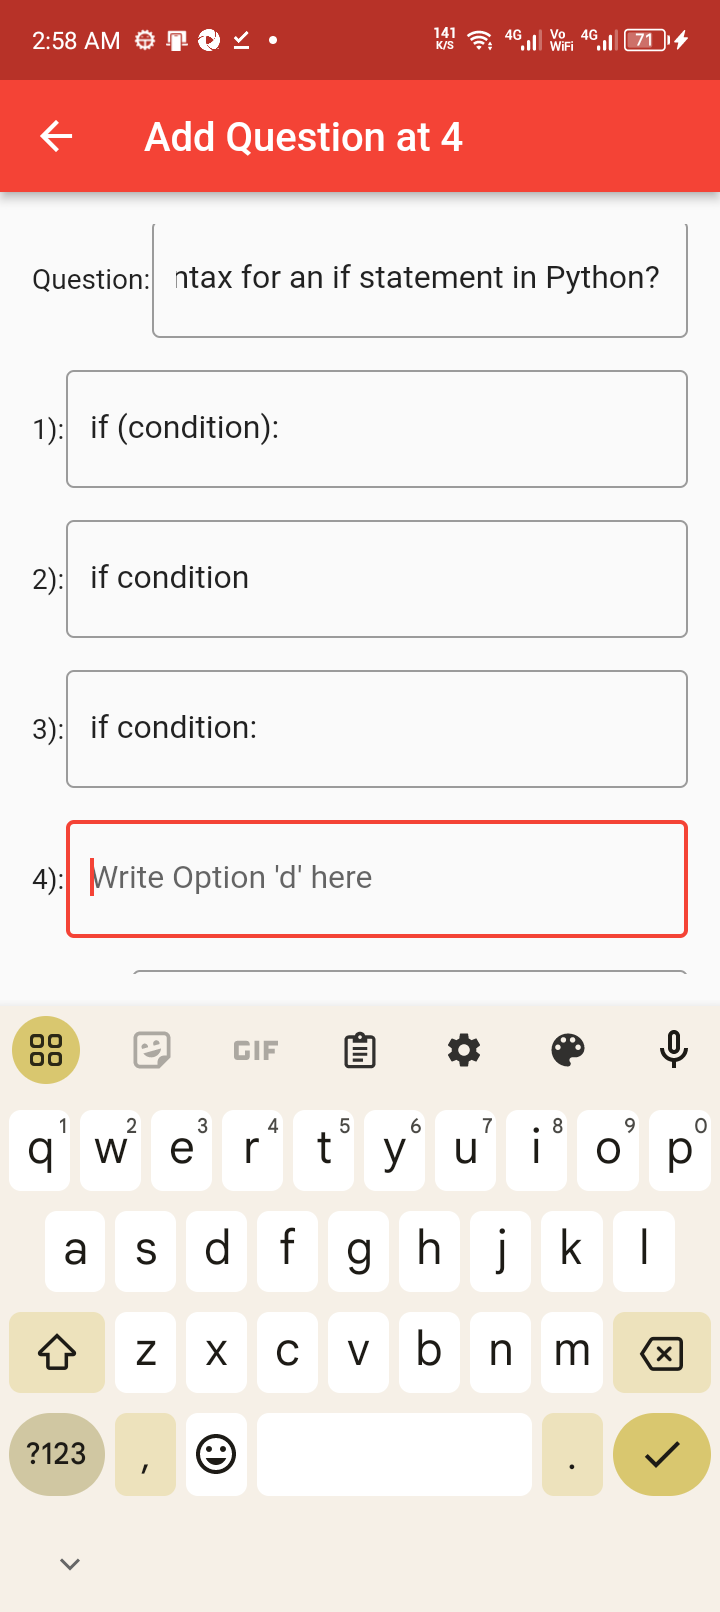 2:58 AM 141 K/S 4G Vo WiFi 4G 71
Add Question at 4
Question: ntax for an if statement in Python?
1): if (condition):
2): if condition
3): if condition:
4): Write Option 'd' here
GIF
q1 w2 e3 r4 t5 y6 u7 i8 o9 p0
a s d f g h j k l
z x c v b n m
?123 , .